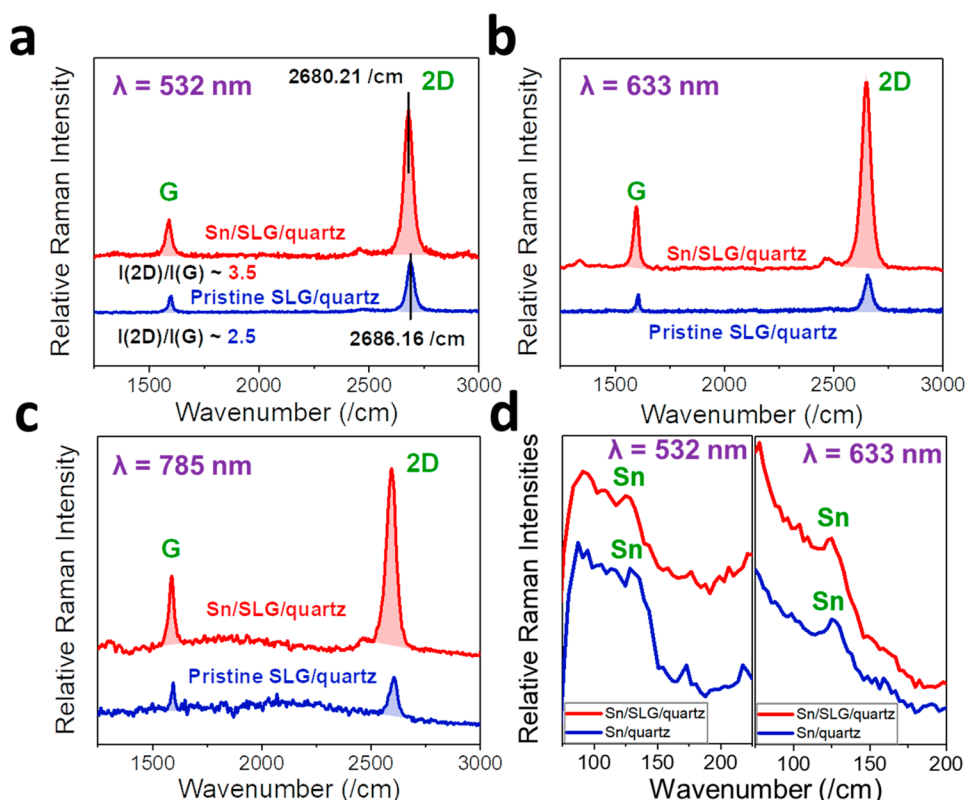 a
λ = 532 nm
2680.21 /cm
2D
G
Sn/SLG/quartz
I(2D)/I(G) ~ 3.5
Pristine SLG/quartz
I(2D)/I(G) ~ 2.5
2686.16 /cm
Relative Raman Intensity
1500 2000 2500 3000
Wavenumber (/cm)
b
λ = 633 nm
2D
G
Sn/SLG/quartz
Pristine SLG/quartz
Relative Raman Intensity
1500 2000 2500 3000
Wavenumber (/cm)
c
λ = 785 nm
2D
G
Sn/SLG/quartz
Pristine SLG/quartz
Relative Raman Intensity
1500 2000 2500 3000
Wavenumber (/cm)
d
λ = 532 nm
Sn
Sn
Sn/SLG/quartz
Sn/quartz
λ = 633 nm
Sn
Sn
Sn/SLG/quartz
Sn/quartz
Relative Raman Intensities
100 150 200 100 150 200
Wavenumber (/cm)